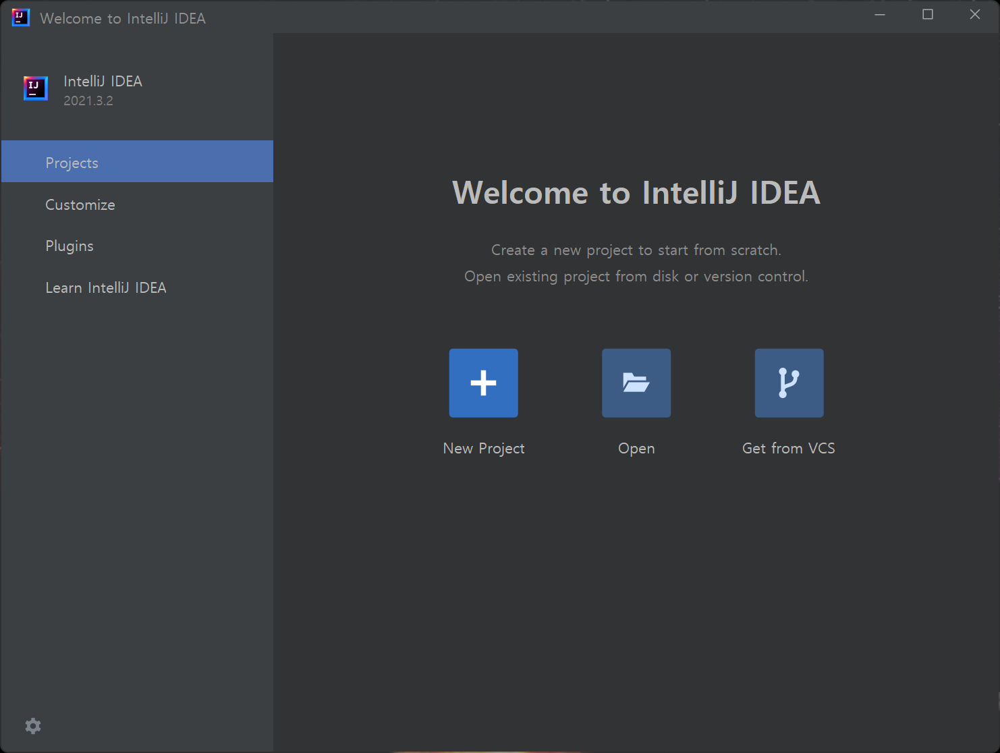 IJ Welcome to IntelliJ IDEA
IJ
IntelliJ IDEA
2021.3.2
Projects
Customize
Plugins
Learn IntelliJ IDEA
Welcome to IntelliJ IDEA
Create a new project to start from scratch.
Open existing project from disk or version control.
New Project
Open
Get from VCS